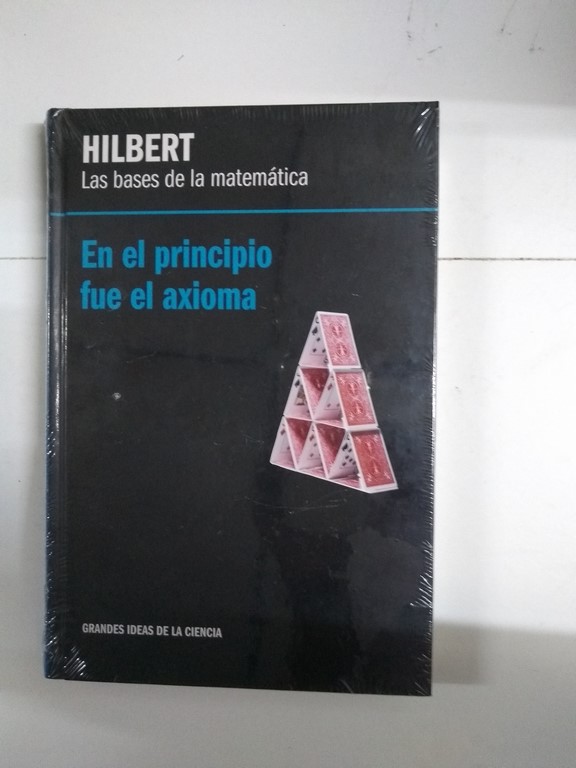 HILBERT
Las bases de la matemática
En el principio
fue el axioma
GRANDES IDEAS DE LA CIENCIA